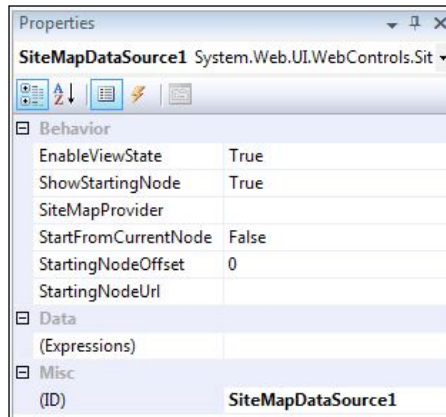 Properties
SiteMapDataSource1 System.Web.UI.WebControls.Sit
Behavior
EnableViewState True
ShowStartingNode True
SiteMapProvider
StartFromCurrentNode False
StartingNodeOffset 0
StartingNodeUrl
Data
(Expressions)
Misc
(ID) SiteMapDataSource1